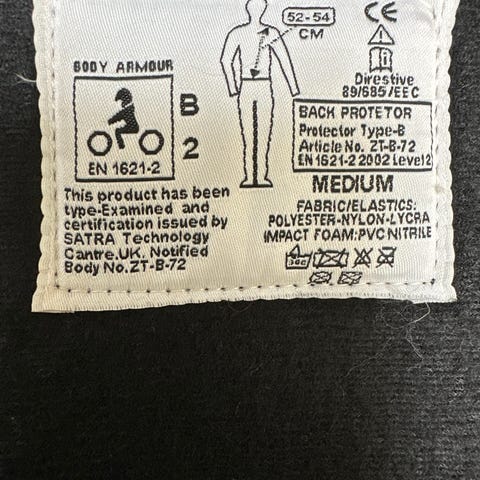 52-54
CM
CE
BODY ARMOUR
B
2
EN 1621-2
Directive
89/685/EEC
BACK PROTETOR
Protector Type-B
Article No. ZT-B-72
EN 1621-2 2002 Level 2
MEDIUM
This product has been
type-Examined and
certification issued by
SATRA Technology
Cantre.UK. Notified
Body No.ZT-B-72
FABRIC/ELASTICS:
POLYESTER-NYLON-LYCRA
IMPACT FOAM:PVC NITRILE